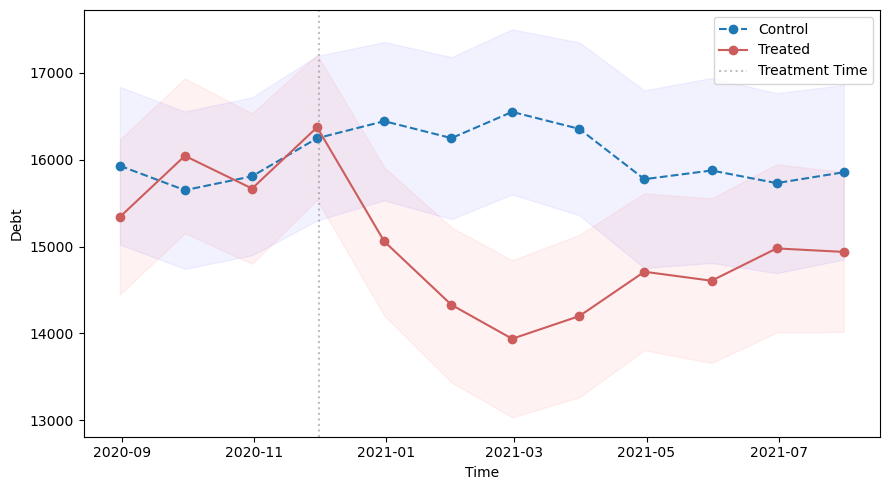 Control
Treated
Treatment Time
17000
16000
15000
14000
13000
Debt
2020-09
2020-11
2021-01
2021-03
2021-05
2021-07
Time